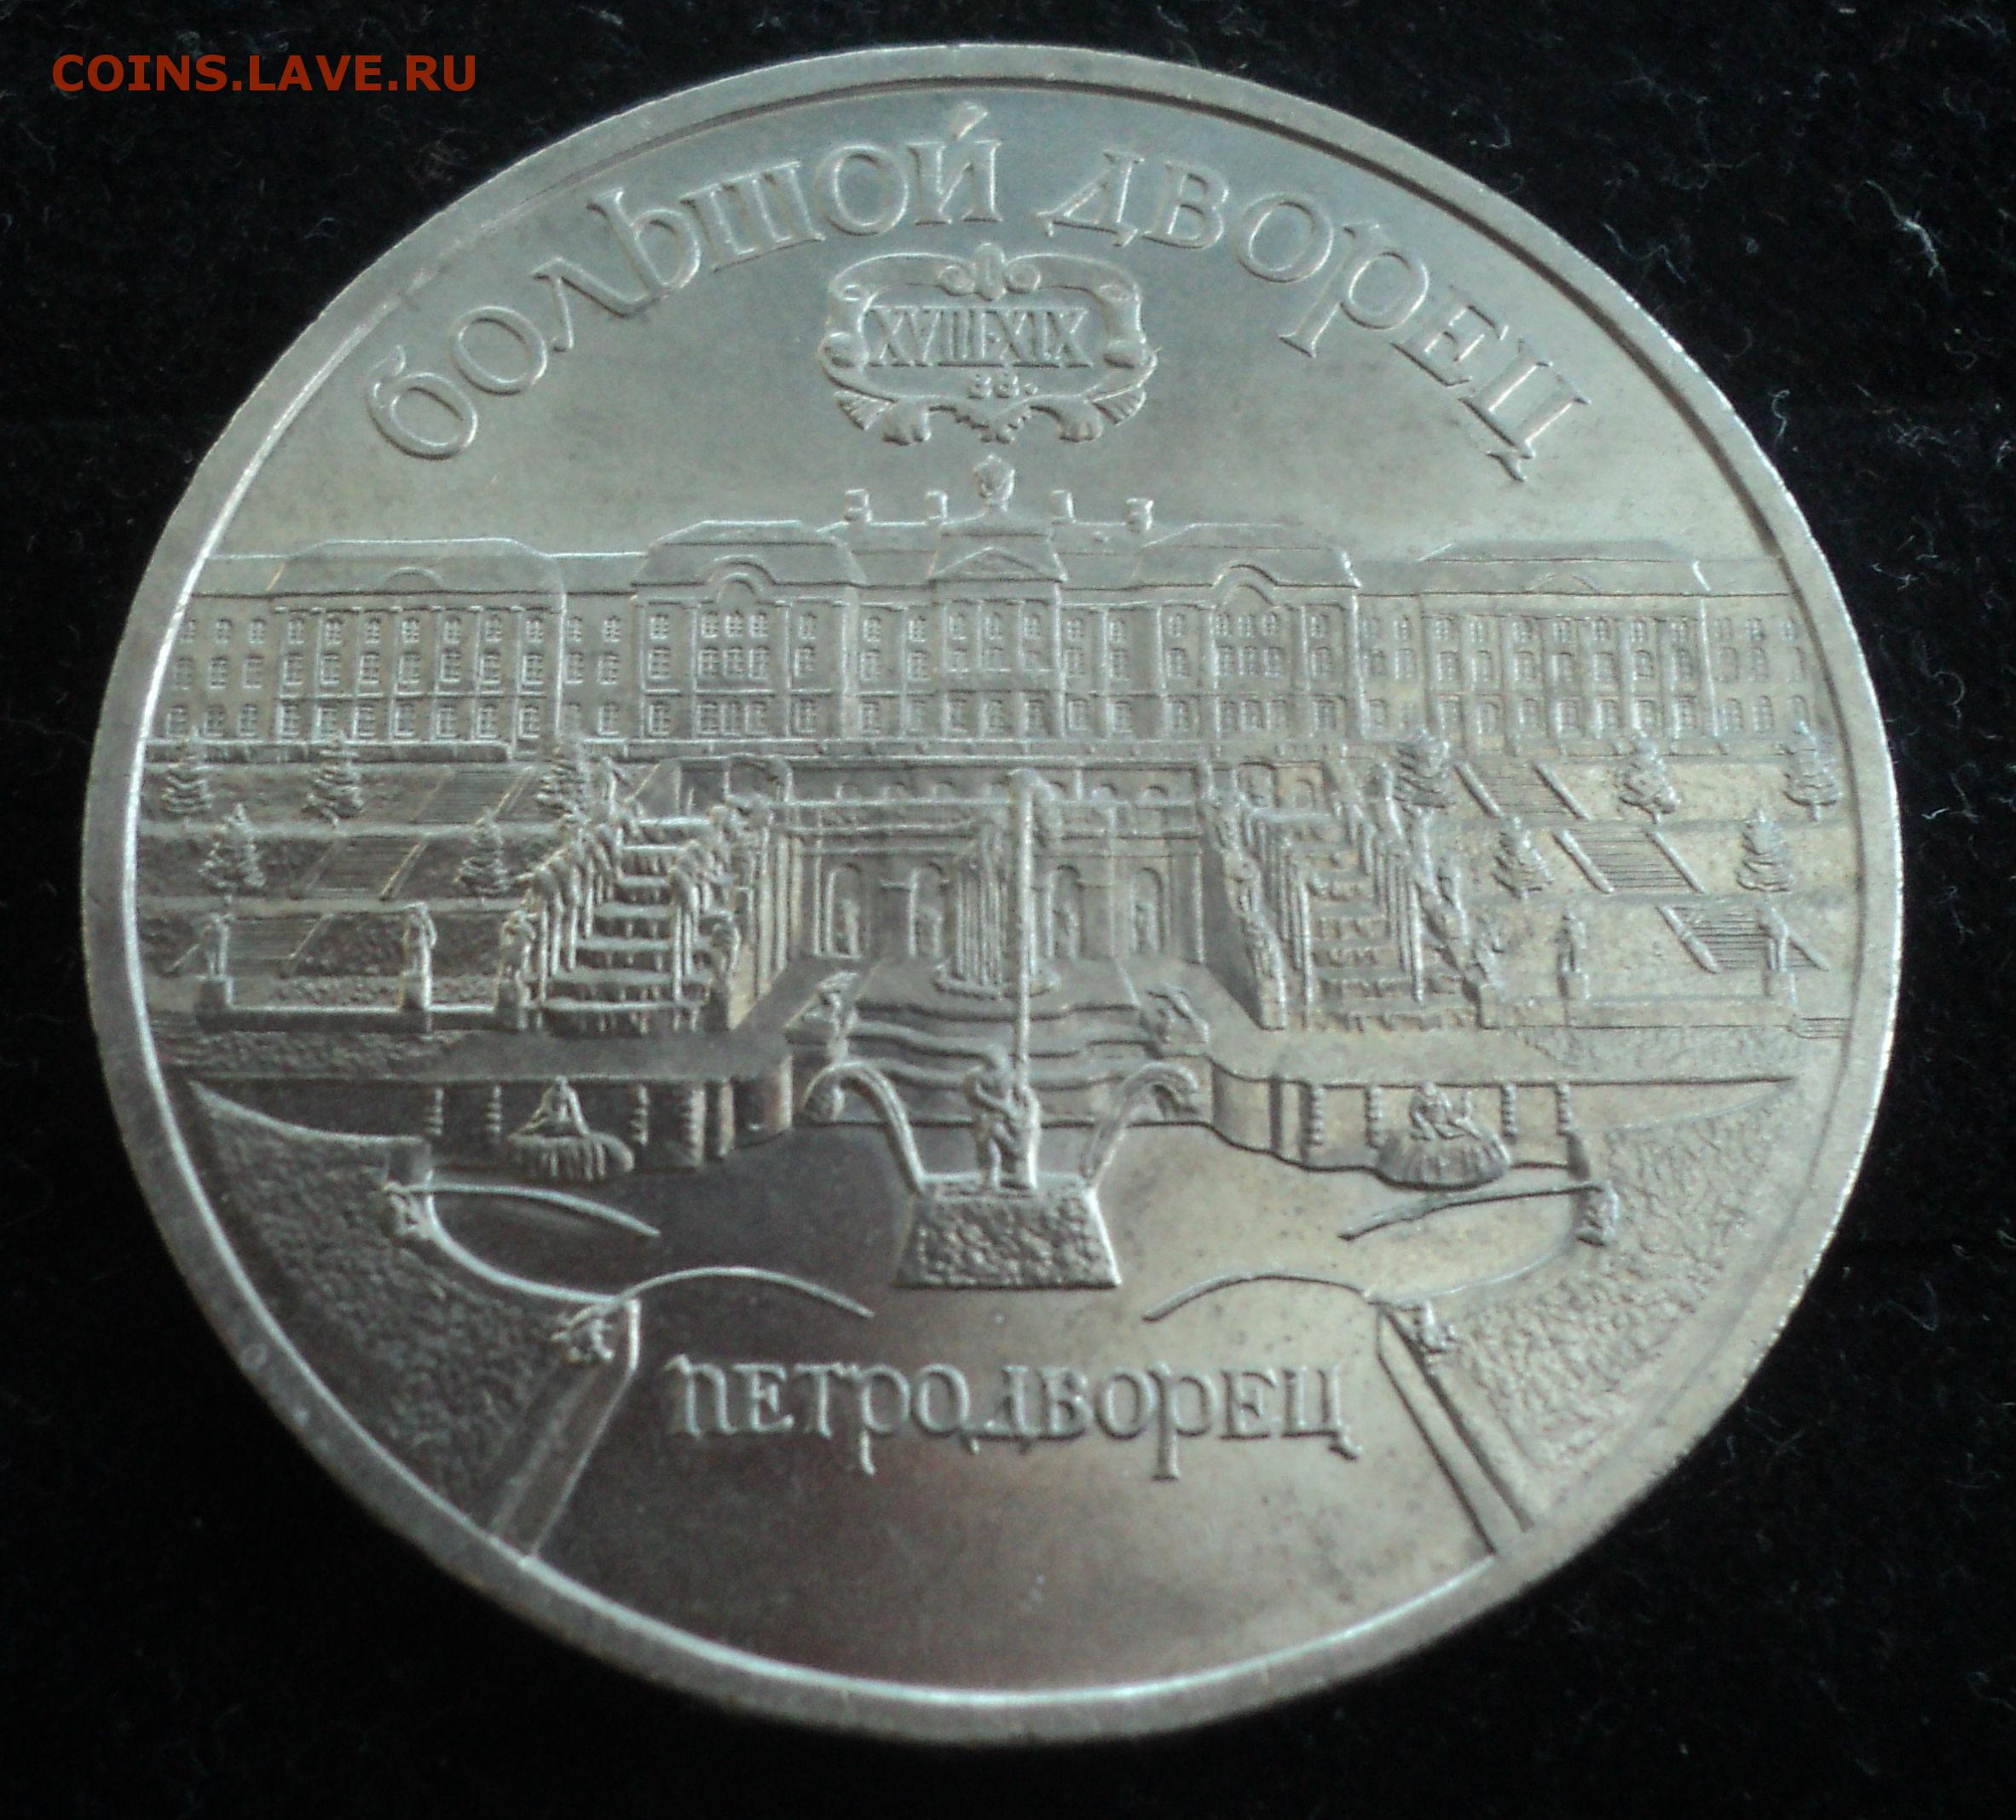 COINS.LAVE.RU
БОЛЬШОЙ ДВОРЕЦ
XVIII-XIX
ВВ.
ПЕТРОДВОРЕЦ